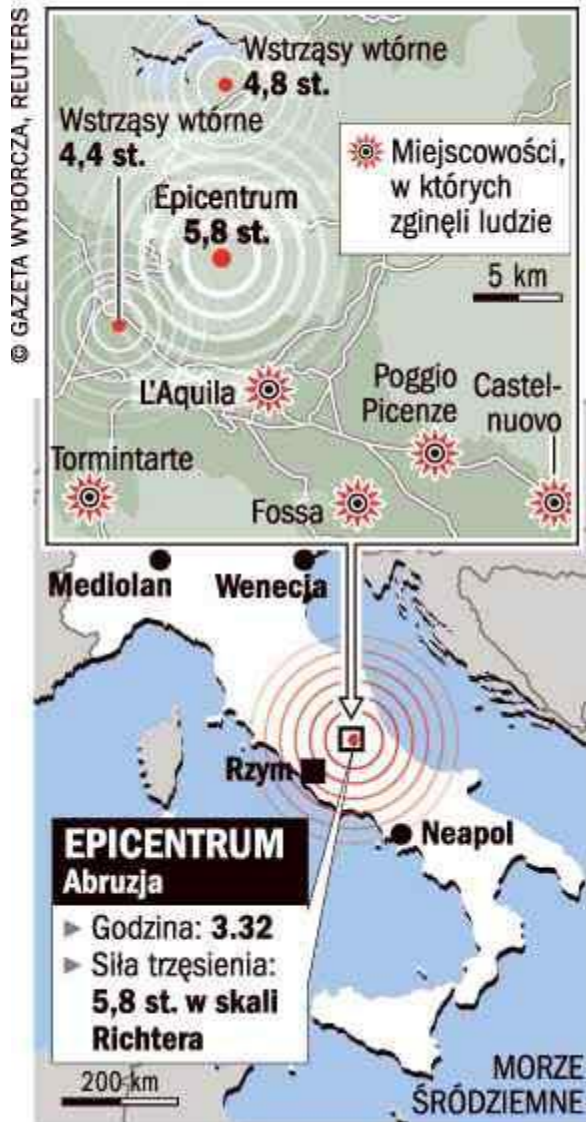 © GAZETA WYBORCZA, REUTERS
Wstrząsy wtórne
4,8 st.
Wstrząsy wtórne
4,4 st.
Epicentrum
5,8 st.
Miejscowości,
w których
zginęli ludzie
5 km
L'Aquila
Poggio
Picenze
Castel-
nuovo
Tormintarte
Fossa
Mediolan
Wenecja
Rzym
Neapol
EPICENTRUM
Abruzja
Godzina: 3.32
Siła trzęsienia:
5,8 st. w skali
Richtera
200 km
MORZE
ŚRÓDZIEMNE